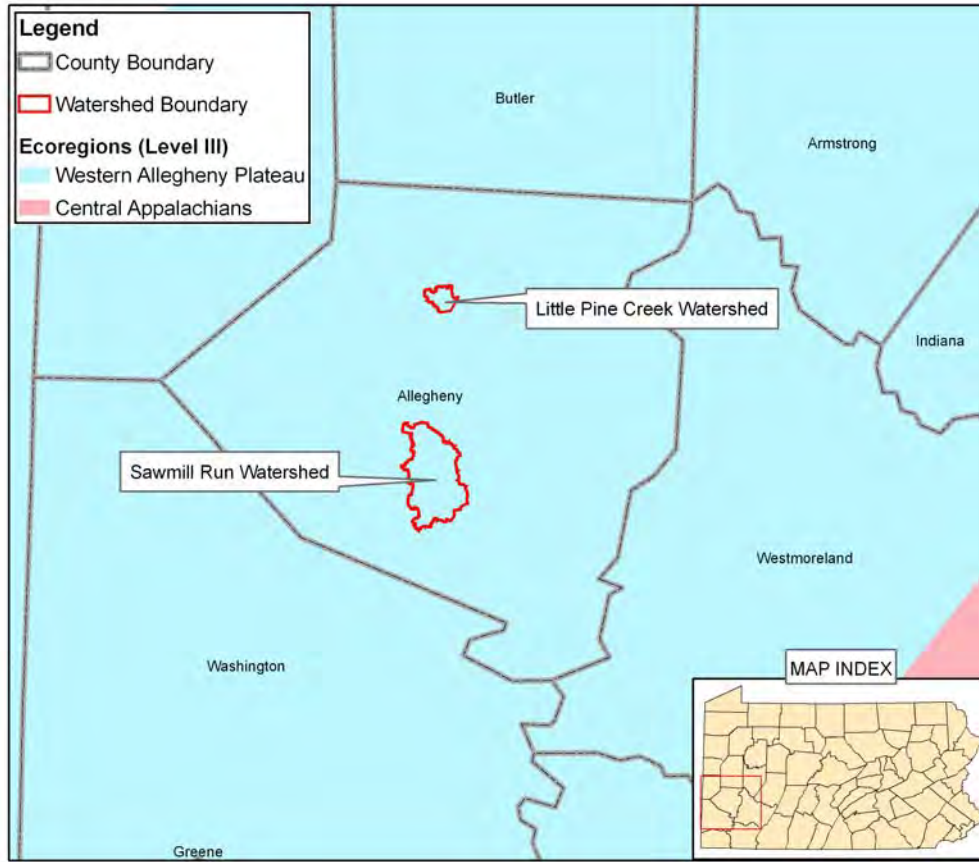 Legend
County Boundary
Watershed Boundary
Ecoregions (Level III)
Western Allegheny Plateau
Central Appalachians
Butler
Armstrong
Little Pine Creek Watershed
Indiana
Allegheny
Sawmill Run Watershed
Westmoreland
Washington
MAP INDEX
Greene